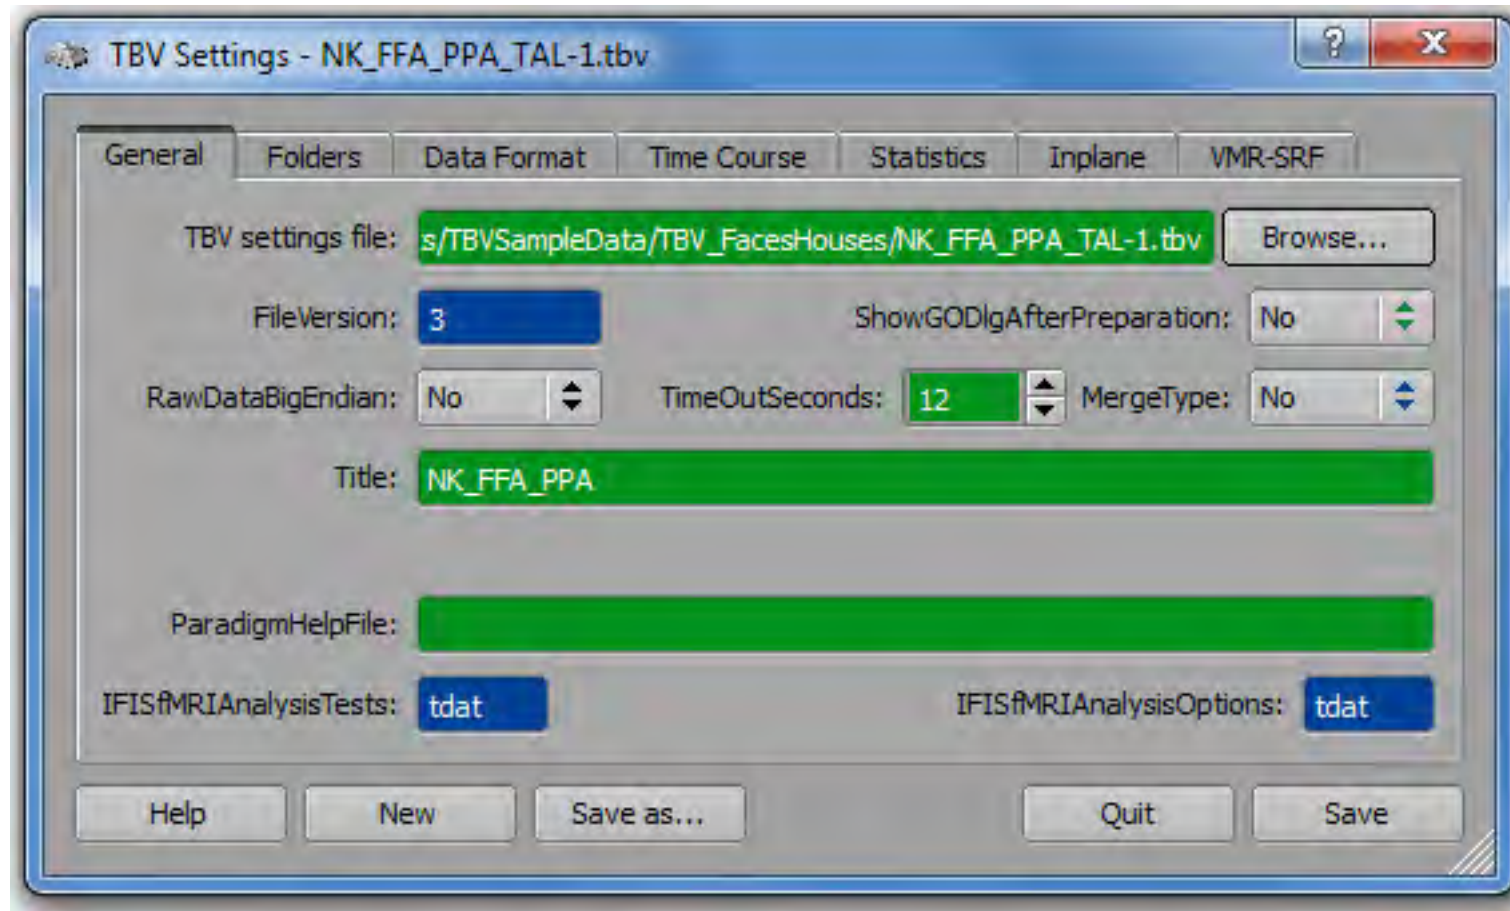 TBV Settings - NK_FFA_PPA_TAL-1.tbv
General Folders Data Format Time Course Statistics Inplane VMR-SRF
TBV settings file: s/TBVSampleData/TBV_FacesHouses/NK_FFA_PPA_TAL-1.tbv Browse...
FileVersion: 3 ShowGODlgAfterPreparation: No
RawDataBigEndian: No TimeOutSeconds: 12 MergeType: No
Title: NK_FFA_PPA
ParadigmHelpFile:
IFISfMRIAnalysisTests: tdat IFISfMRIAnalysisOptions: tdat
Help New Save as... Quit Save